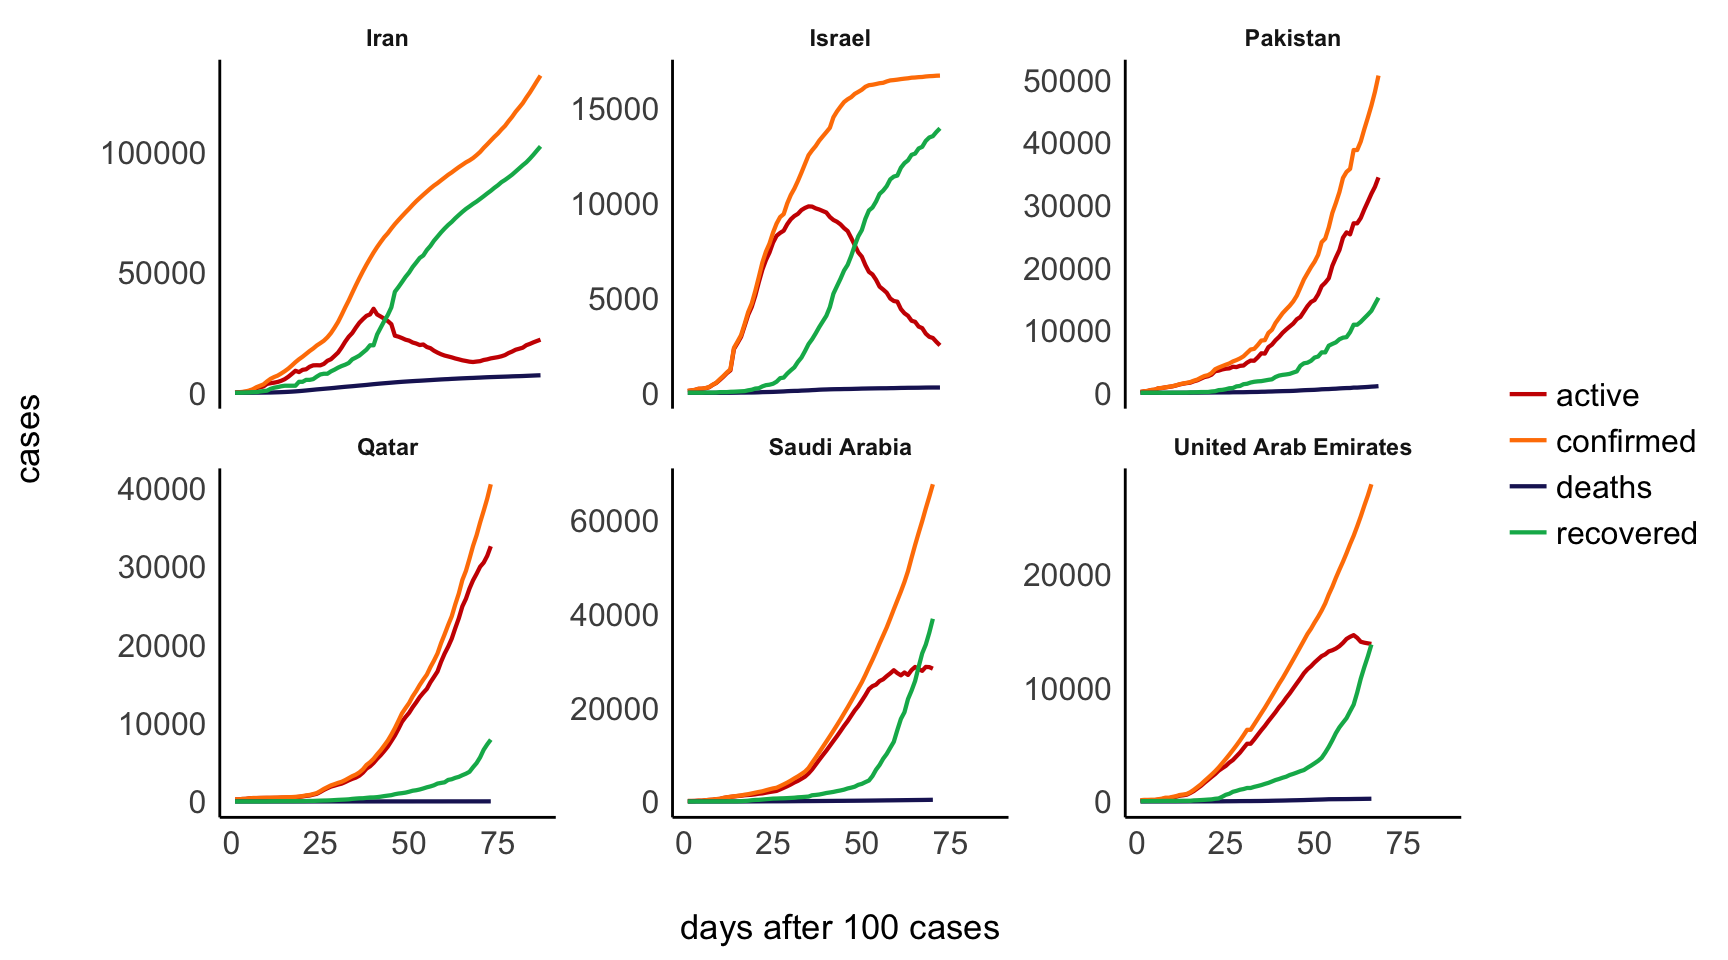 Iran
Israel
Pakistan
100000
50000
0
15000
10000
5000
0
50000
40000
30000
20000
10000
0
Qatar
Saudi Arabia
United Arab Emirates
40000
30000
20000
10000
0
60000
40000
20000
0
20000
10000
0
0 25 50 75
0 25 50 75
0 25 50 75
days after 100 cases
cases
active
confirmed
deaths
recovered